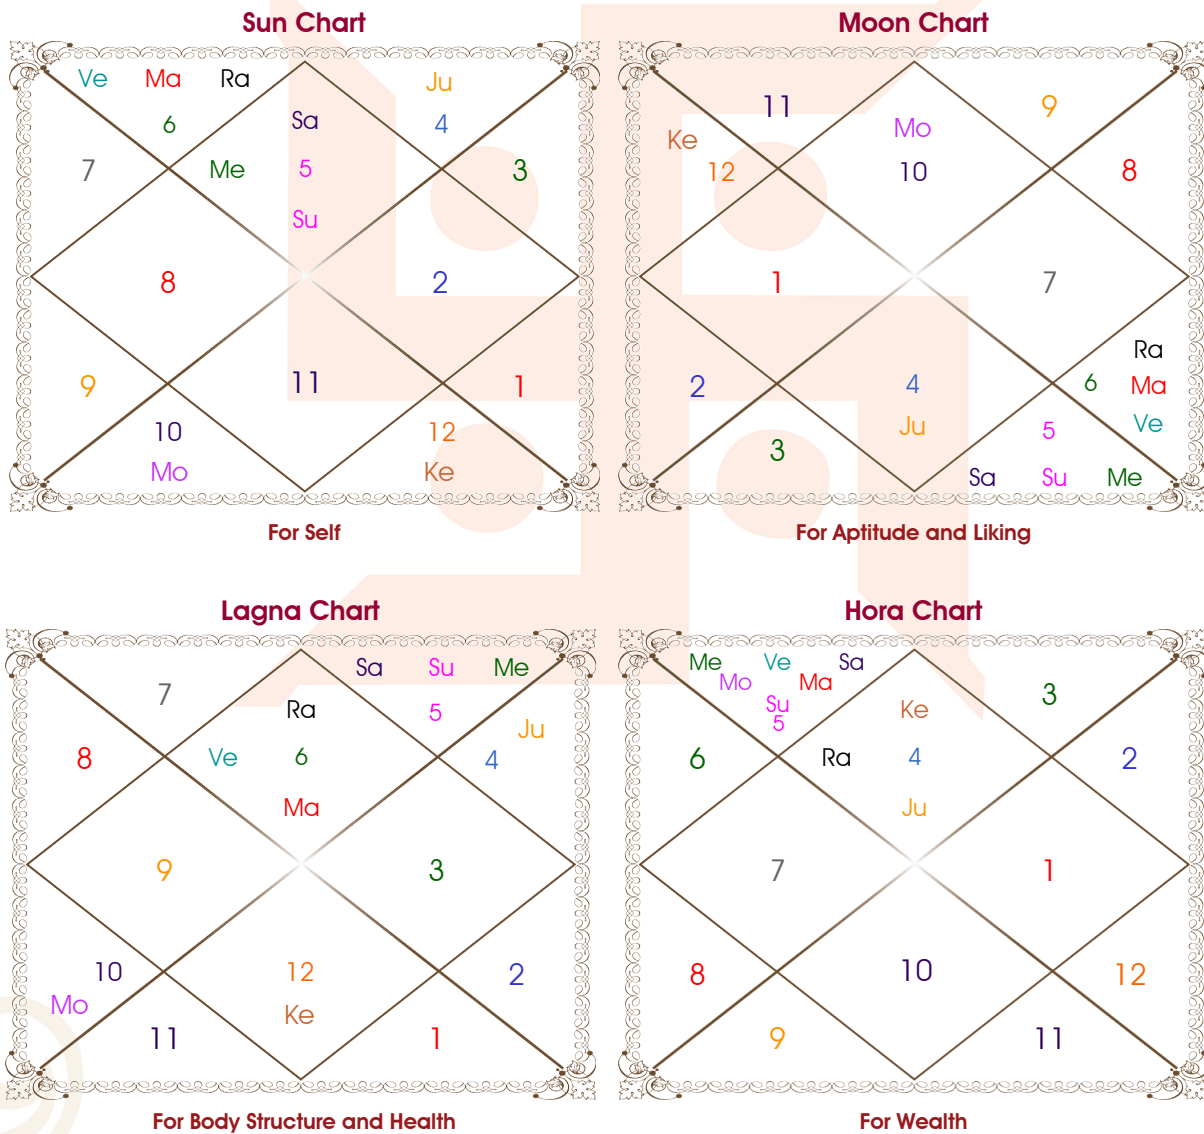 Sun Chart
Ve Ma Ra
6
7
Sa
Me 5
Su
Ju
4
3
8
2
9
10
Mo
11
1
12
Ke
For Self
Moon Chart
11
Ke
12
Mo
10
9
8
1
7
2
3
4
Ju
Ra
6 Ma
Ve
5
Sa Su Me
For Aptitude and Liking
Lagna Chart
7
8
Ra
Ve 6
Ma
Sa Su Me
5
Ju
4
9
3
10
Mo
11
12
Ke
2
1
For Body Structure and Health
Hora Chart
Me Ve Sa
Mo Ma
Su
5
6
Ke
Ra 4
Ju
3
2
7
1
8
9
10
12
11
For Wealth